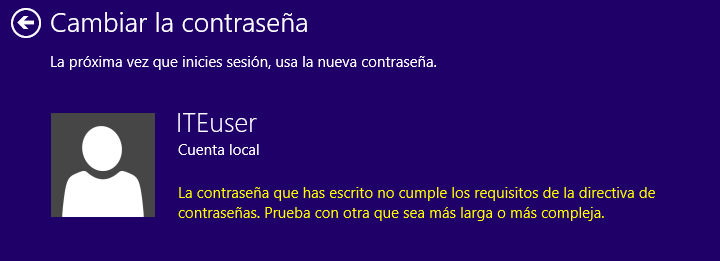 Cambiar la contraseña
La próxima vez que inicies sesión, usa la nueva contraseña.
ITEuser
Cuenta local
La contraseña que has escrito no cumple los requisitos de la directiva de
contraseñas. Prueba con otra que sea más larga o más compleja.